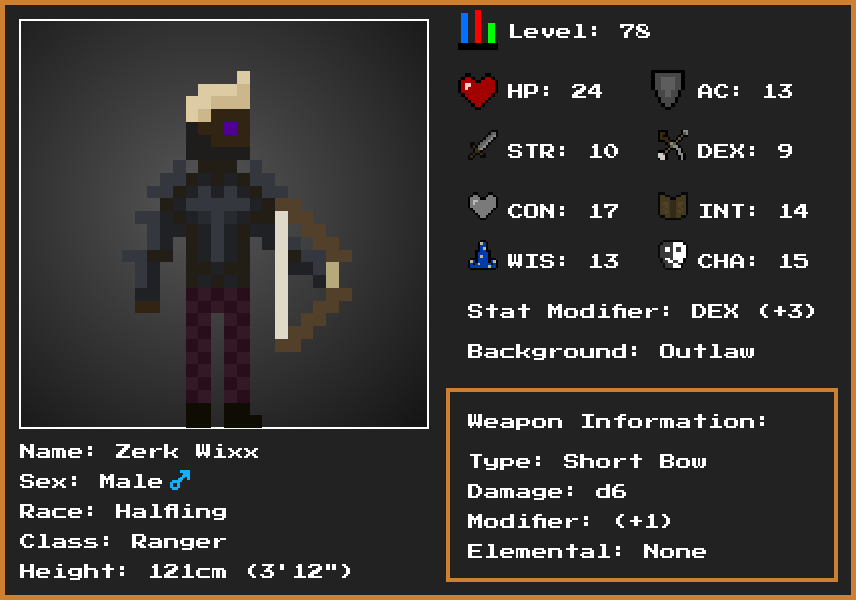 Level: 78
HP: 24 AC: 13
STR: 10 DEX: 9
CON: 17 INT: 14
WIS: 13 CHA: 15
Stat Modifier: DEX (+3)
Background: Outlaw
Weapon Information:
Type: Short Bow
Damage: d6
Modifier: (+1)
Elemental: None
Name: Zerk Wixx
Sex: Male ♂
Race: Halfling
Class: Ranger
Height: 121cm (3'12")